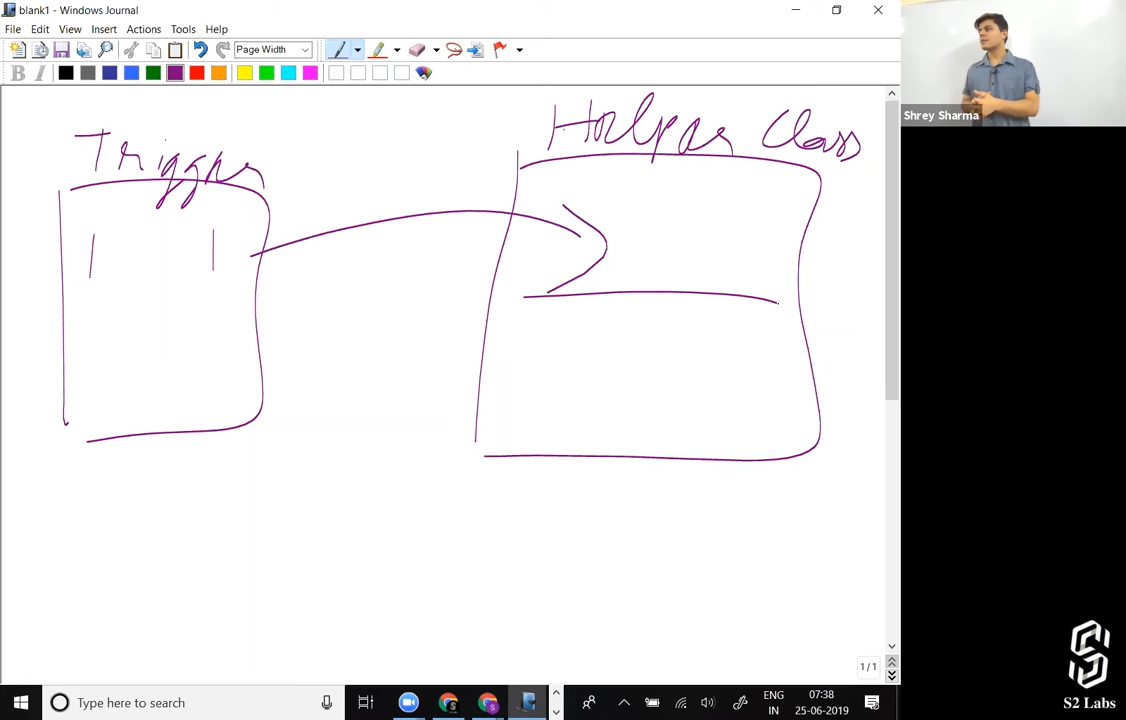 blank1 - Windows Journal
File Edit View Insert Actions Tools Help
Page Width
B I
Shrey Sharma
Trigger
Helper Class
1/1
Type here to search
ENG
IN
07:38
25-06-2019
S2 Labs